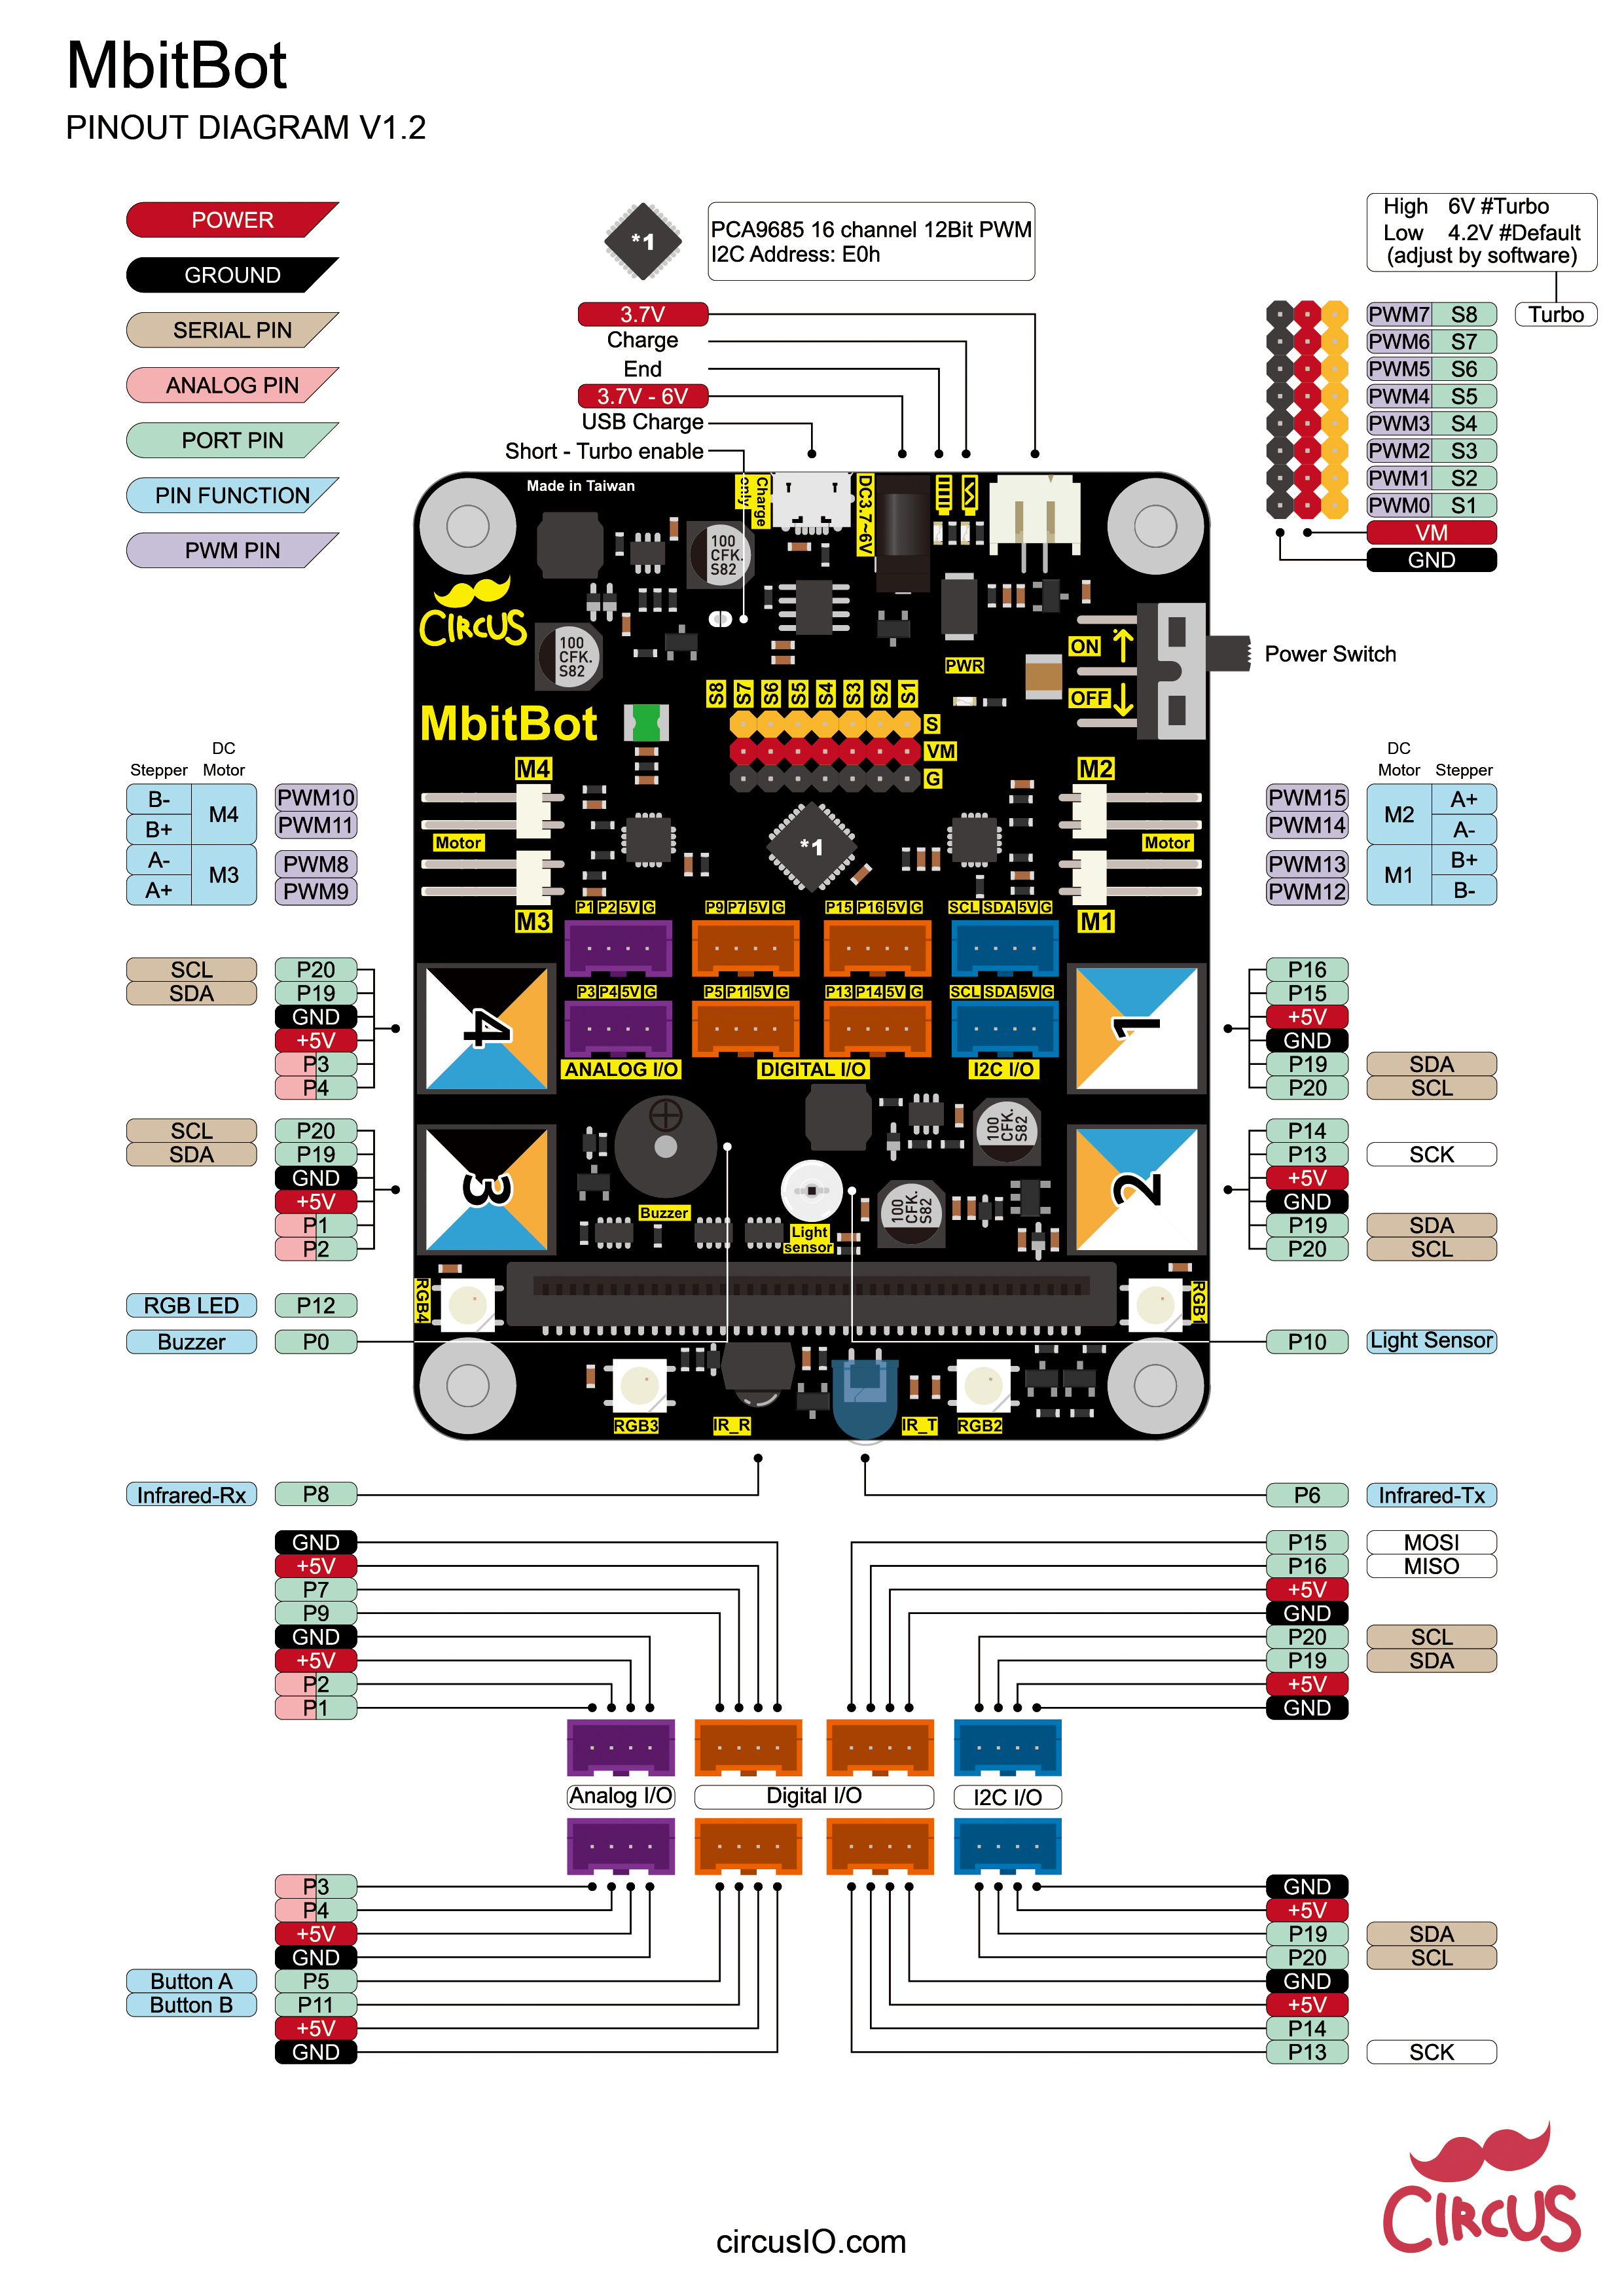 MbitBot
PINOUT DIAGRAM V1.2
POWER
GROUND
SERIAL PIN
ANALOG PIN
PORT PIN
PIN FUNCTION
PWM PIN
*1
PCA9685 16 channel 12Bit PWM
I2C Address: E0h
3.7V
Charge
End
3.7V - 6V
USB Charge
Short - Turbo enable
High 6V #Turbo
Low 4.2V #Default
(adjust by software)
PWM7 S8 Turbo
PWM6 S7
PWM5 S6
PWM4 S5
PWM3 S4
PWM2 S3
PWM1 S2
PWM0 S1
VM
GND
Made in Taiwan
Charge
only
DC3.7~6V
100
CFK.
S82
CIRCUS
100
CFK.
S82
PWR
ON
OFF
Power Switch
MbitBot
S8 S7 S6 S5 S4 S3 S2 S1
S
VM
G
M4
Motor
M3
M2
Motor
M1
*1
Stepper DC Motor
B- M4 PWM10
B+ PWM11
A- M3 PWM8
A+ PWM9
DC Motor Stepper
PWM15 M2 A+
PWM14 A-
PWM13 M1 B+
PWM12 B-
P1 P2 5V G
P9 P7 5V G
P15 P16 5V G
SCL SDA 5V G
P3 P4 5V G
P5 P11 5V G
P13 P14 5V G
SCL SDA 5V G
ANALOG I/O
DIGITAL I/O
I2C I/O
4
1
3
2
SCL P20
SDA P19
GND
+5V
P3
P4
SCL P20
SDA P19
GND
+5V
P1
P2
RGB LED P12
Buzzer P0
P16
P15
+5V
GND
P19 SDA
P20 SCL
P14
P13 SCK
+5V
GND
P19 SDA
P20 SCL
P10 Light Sensor
100
CFK.
S82
Buzzer
Light
sensor
100
CFK.
S82
RGB4
RGB1
RGB3
IR_R
IR_T
RGB2
Infrared-Rx P8
P6 Infrared-Tx
GND
+5V
P7
P9
GND
+5V
P2
P1
P15 MOSI
P16 MISO
+5V
GND
P20 SCL
P19 SDA
+5V
GND
Analog I/O
Digital I/O
I2C I/O
P3
P4
+5V
GND
Button A P5
Button B P11
+5V
GND
GND
+5V
P19 SDA
P20 SCL
GND
+5V
P14
P13 SCK
CIRCUS
circusIO.com